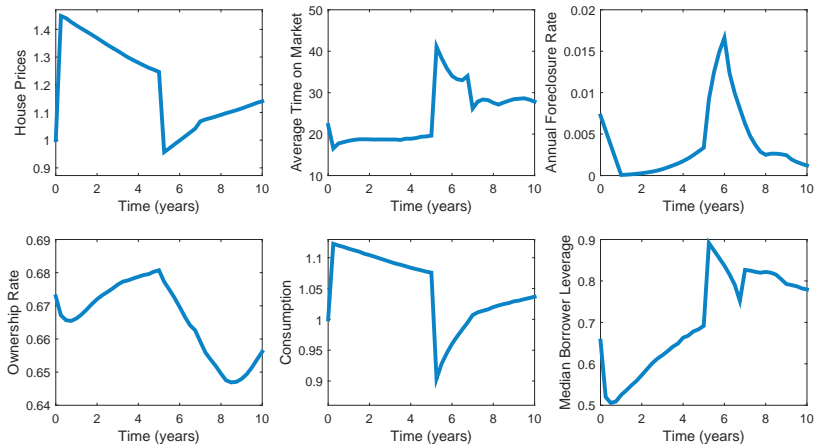 House Prices
1.4
1.3
1.2
1.1
1
0.9
0 2 4 6 8 10
Time (years)
Average Time on Market
50
40
30
20
10
0 2 4 6 8 10
Time (years)
Annual Foreclosure Rate
0.02
0.015
0.01
0.005
0
0 2 4 6 8 10
Time (years)
Ownership Rate
0.69
0.68
0.67
0.66
0.65
0.64
0 2 4 6 8 10
Time (years)
Consumption
1.1
1.05
1
0.95
0.9
0 2 4 6 8 10
Time (years)
Median Borrower Leverage
0.9
0.8
0.7
0.6
0.5
0 2 4 6 8 10
Time (years)